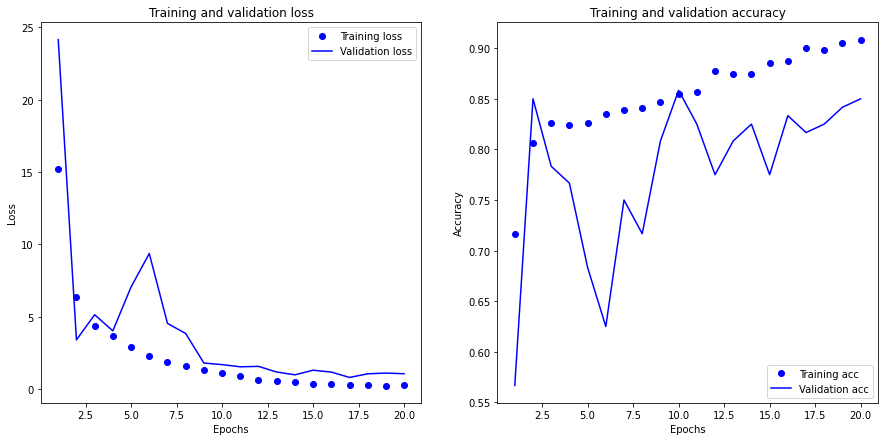 Training and validation loss
25
20
15
10
5
0
Loss
2.5 5.0 7.5 10.0 12.5 15.0 17.5 20.0
Epochs
Training loss
Validation loss
Training and validation accuracy
0.90
0.85
0.80
0.75
0.70
0.65
0.60
0.55
Accuracy
2.5 5.0 7.5 10.0 12.5 15.0 17.5 20.0
Epochs
Training acc
Validation acc